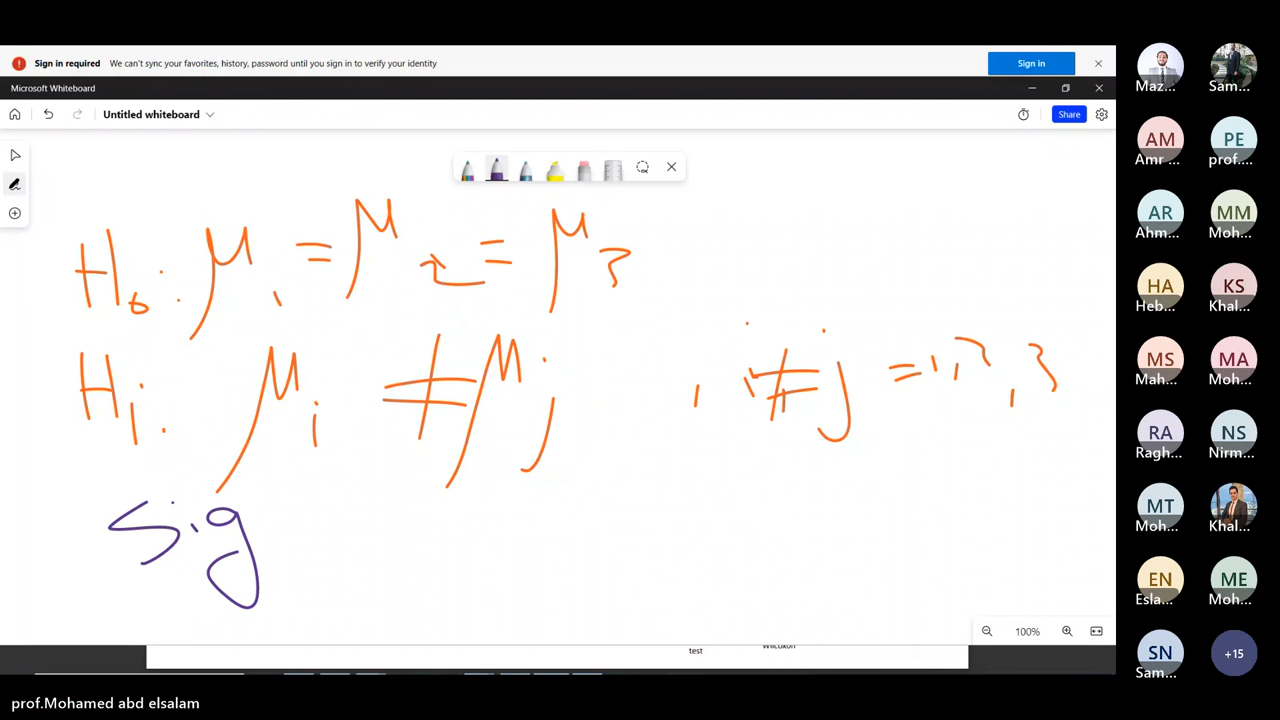 Sign in required We can't sync your favorites, history, password until you sign in to verify your identity Sign in
Microsoft Whiteboard
Untitled whiteboard Share
H₀: μ₁ = μ₂ = μ₃
H₁: μi ≠ μj , i ≠ j = 1, 2, 3
Sig
100%
test Wilcoxon
Maz... Sam...
AM PE
Amr ... prof....
AR MM
Ahm... Moh...
HA KS
Heb... Khal...
MS MA
Mah... Moh...
RA NS
Ragh... Nirm...
MT
Moh... Khal...
EN ME
Esla... Moh...
SN +15
Sam...
prof.Mohamed abd elsalam